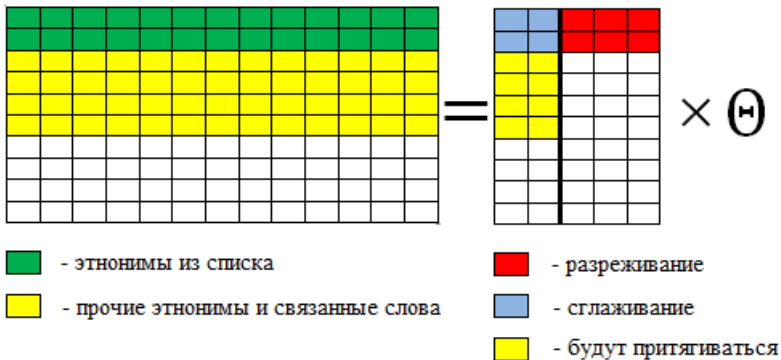 = × Θ
- этнонимы из списка
- прочие этнонимы и связанные слова
- разреживание
- сглаживание
- будут притягиваться